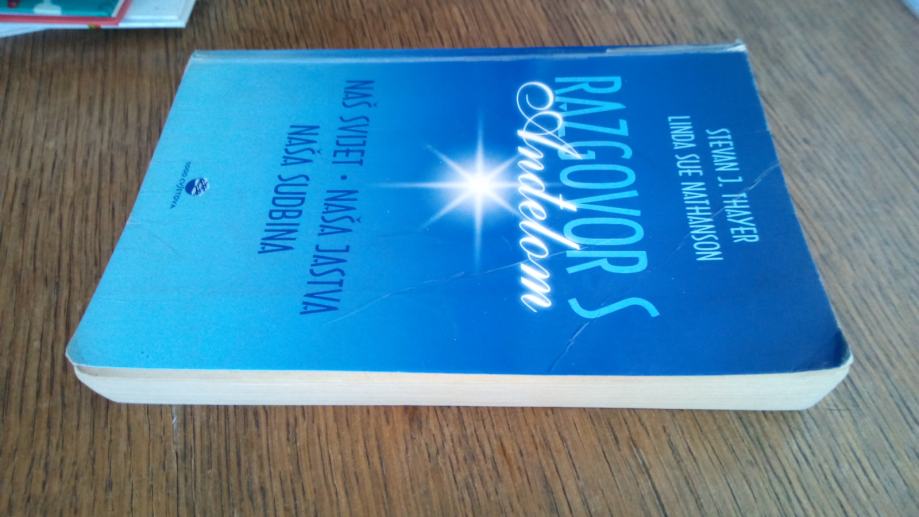 STEVAN J. THAYER
LINDA SUE NATHANSON
RAZGOVOR S
Anđelom
NAŠ SVIJET • NAŠA JASTVA
NAŠA SUDBINA